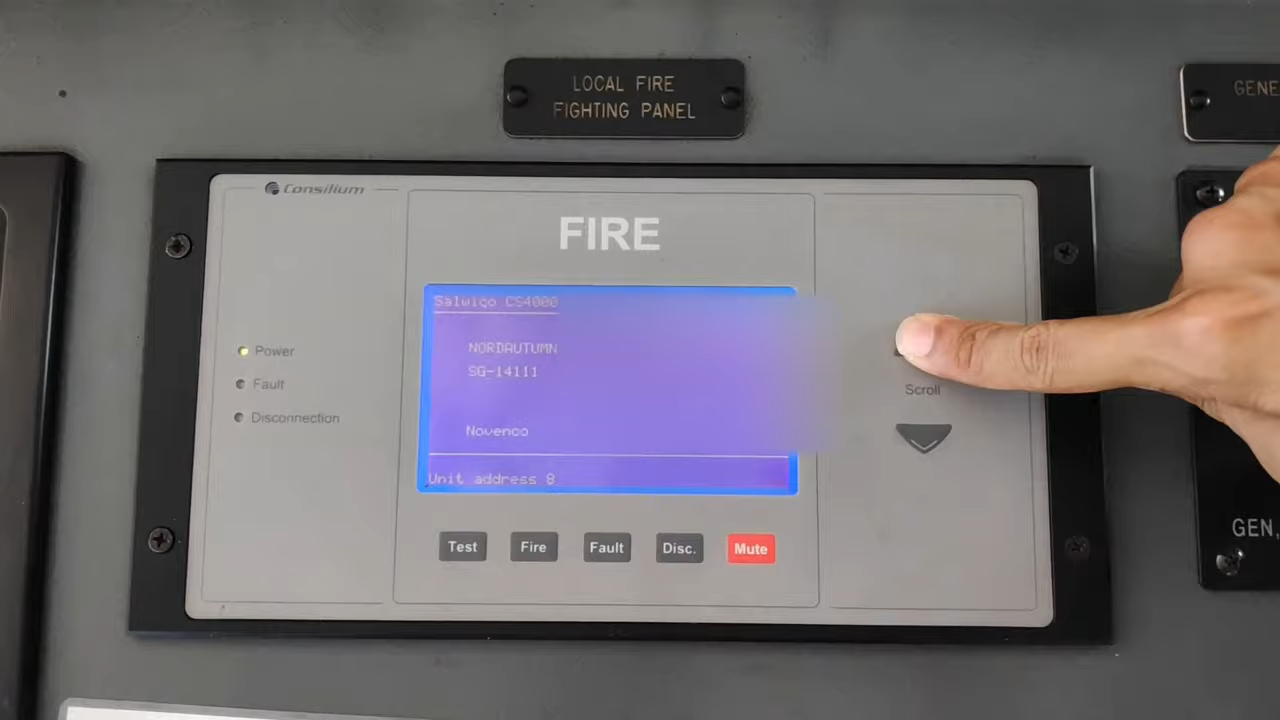 LOCAL FIRE
FIGHTING PANEL
GENE
Consilium
FIRE
Salwico CS4000
NORDAUTUMN
SG-14111
Novenco
Unit address 8
Power
Fault
Disconnection
Scroll
Test
Fire
Fault
Disc.
Mute
GEN,